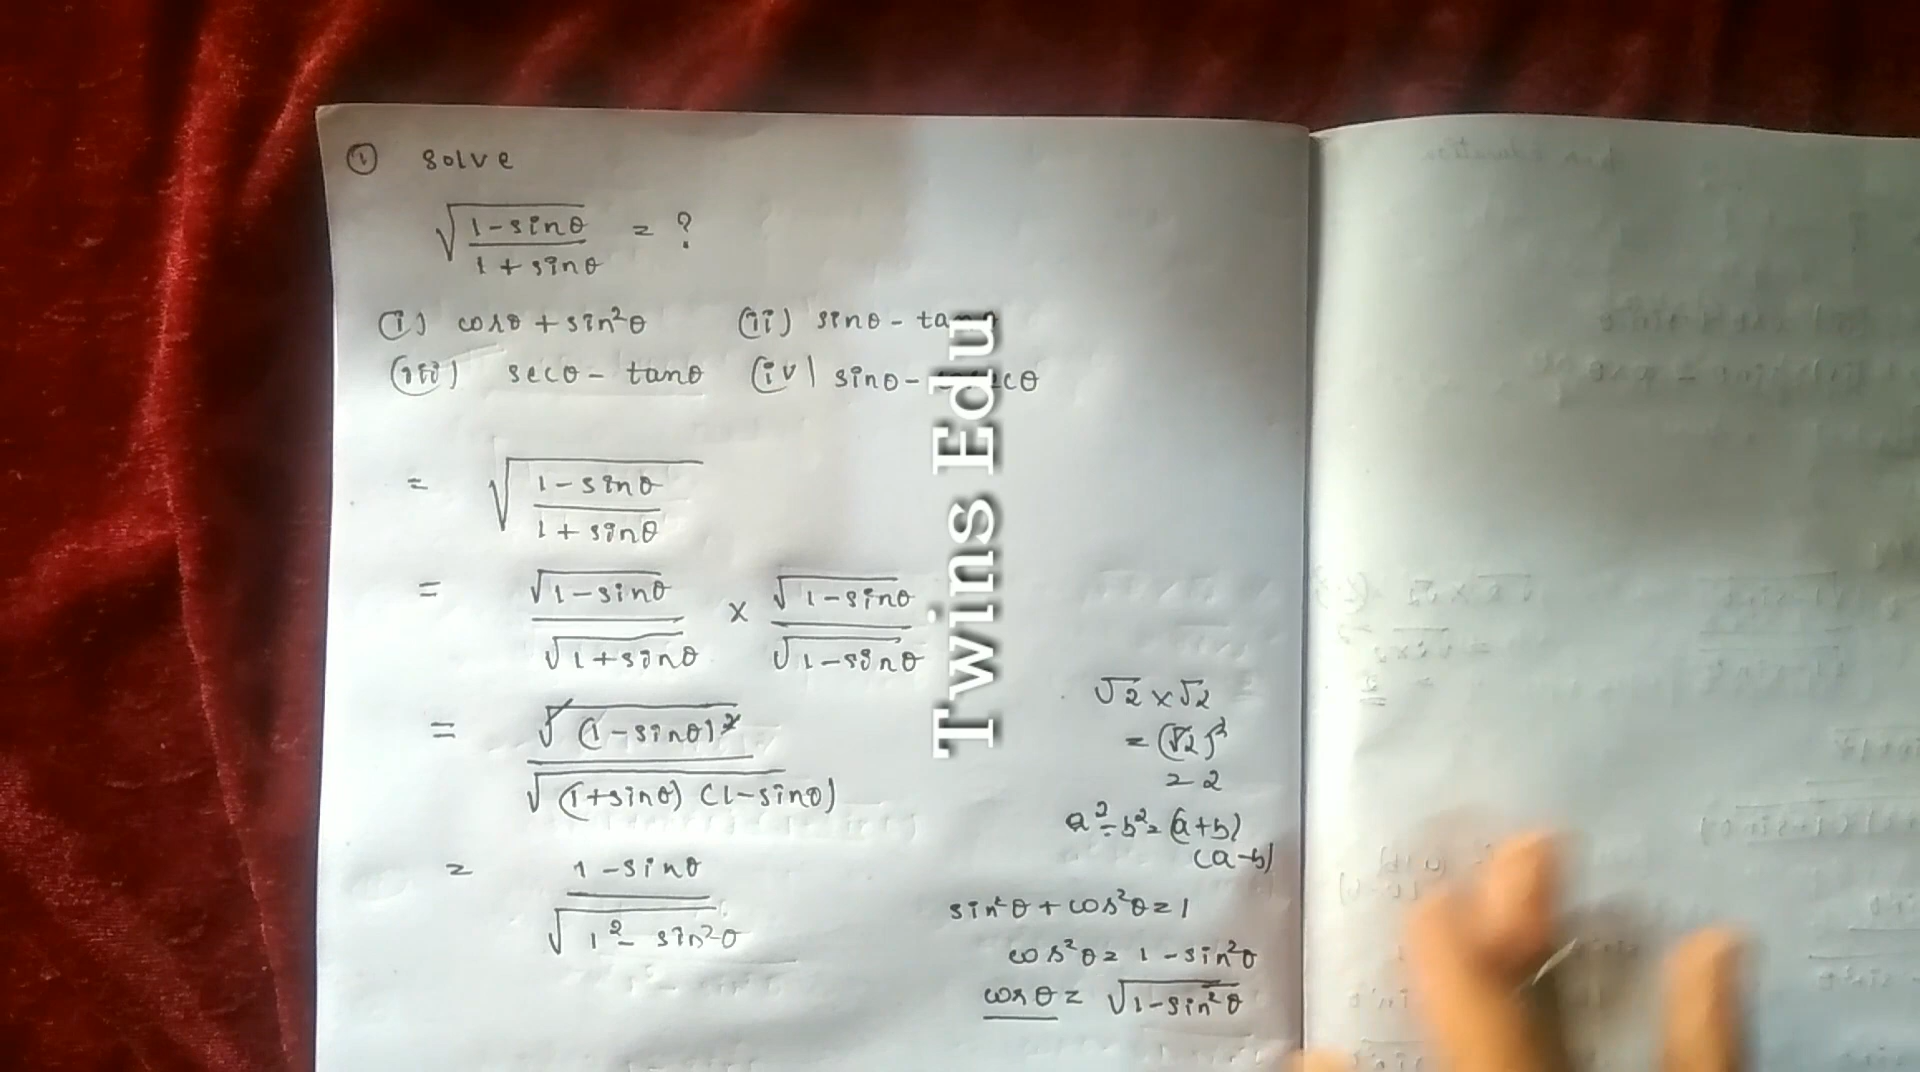 ① solve
√(1-sinθ / 1+sinθ) = ?
(i) cosθ + sin²θ (ii) sinθ - tanθ
(iii) secθ - tanθ (iv) sinθ - cosecθ
= √(1-sinθ / 1+sinθ)
= √1-sinθ / √1+sinθ × √1-sinθ / √1-sinθ
= √(1-sinθ)² / √(1+sinθ)(1-sinθ)
= 1-sinθ / √1²-sin²θ
√2 × √2
= (√2)²
= 2
a²-b² = (a+b)
(a-b)
sin²θ + cos²θ = 1
cos²θ = 1-sin²θ
cosθ = √1-sin²θ
Twins Edu